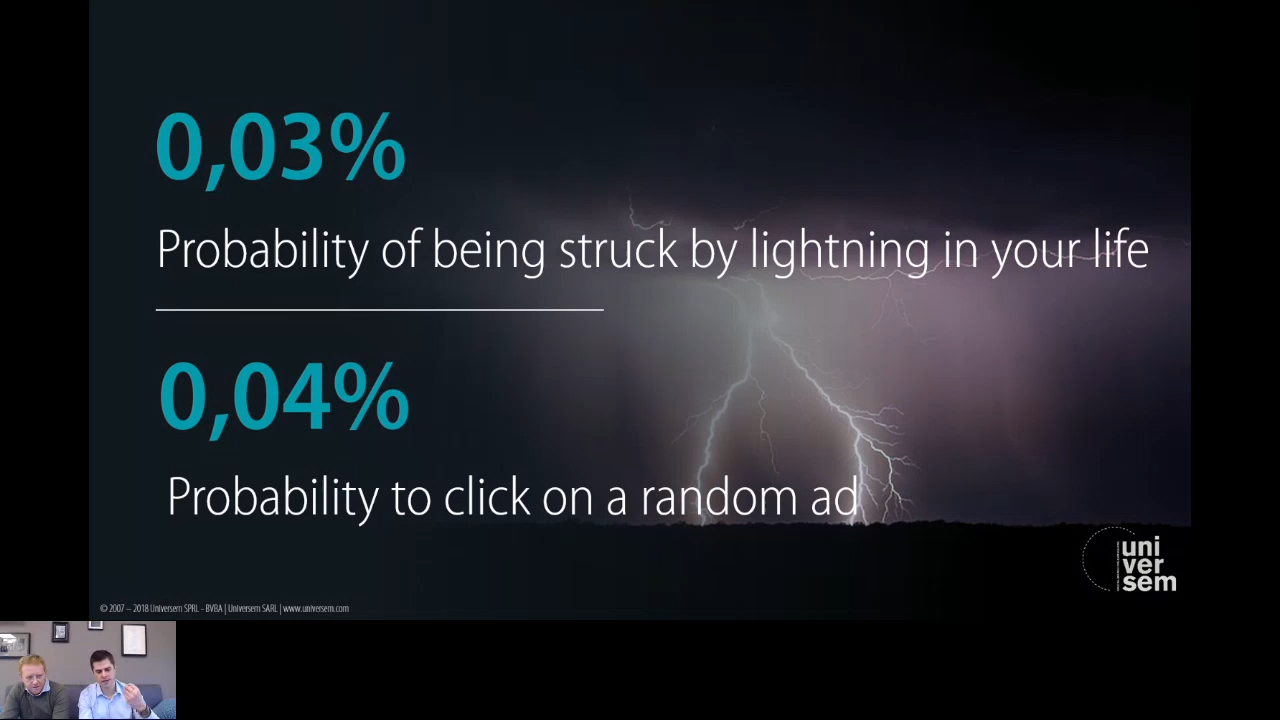 0,03%
Probability of being struck by lightning in your life
0,04%
Probability to click on a random ad
uni
ver
sem
© 2007 – 2018 Universem SPRL - BVBA | Universem SARL | www.universem.com